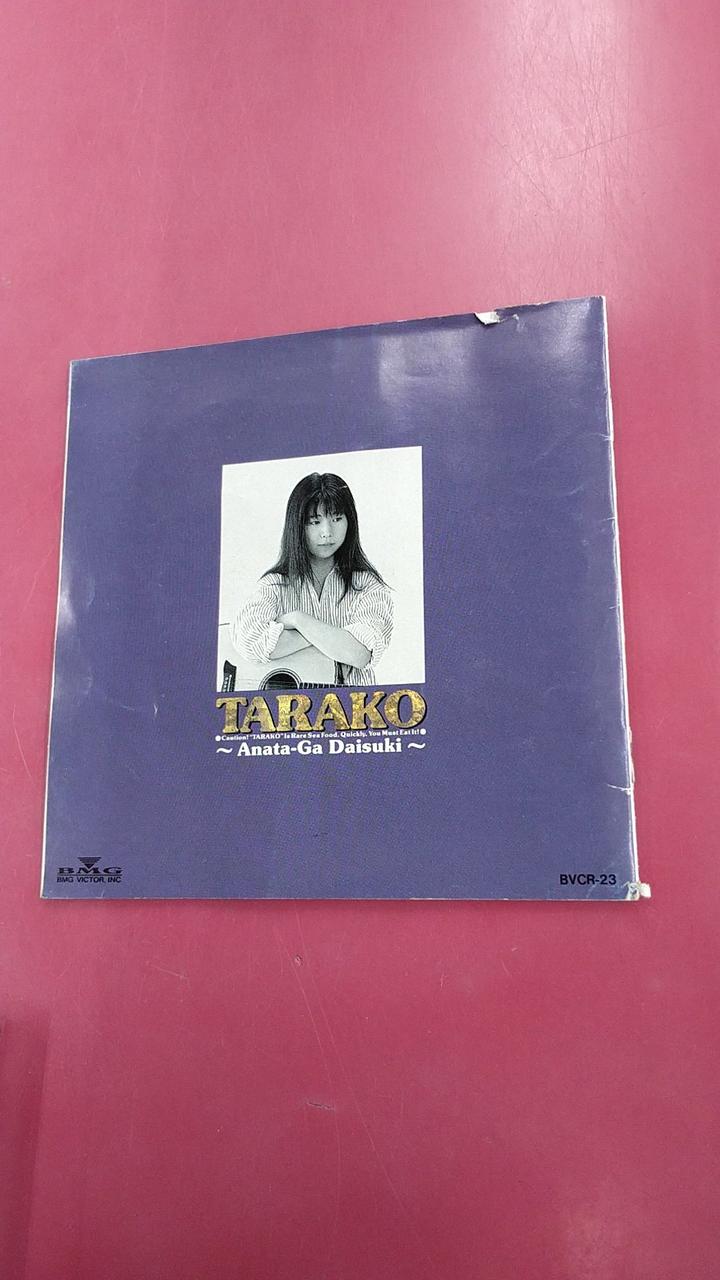 TARAKO
●Caution! "TARAKO" Is Rare Sea Food. Quickly, You Must Eat It!●
~ Anata-Ga Daisuki ~
BMG
BMG VICTOR, INC
BVCR-23